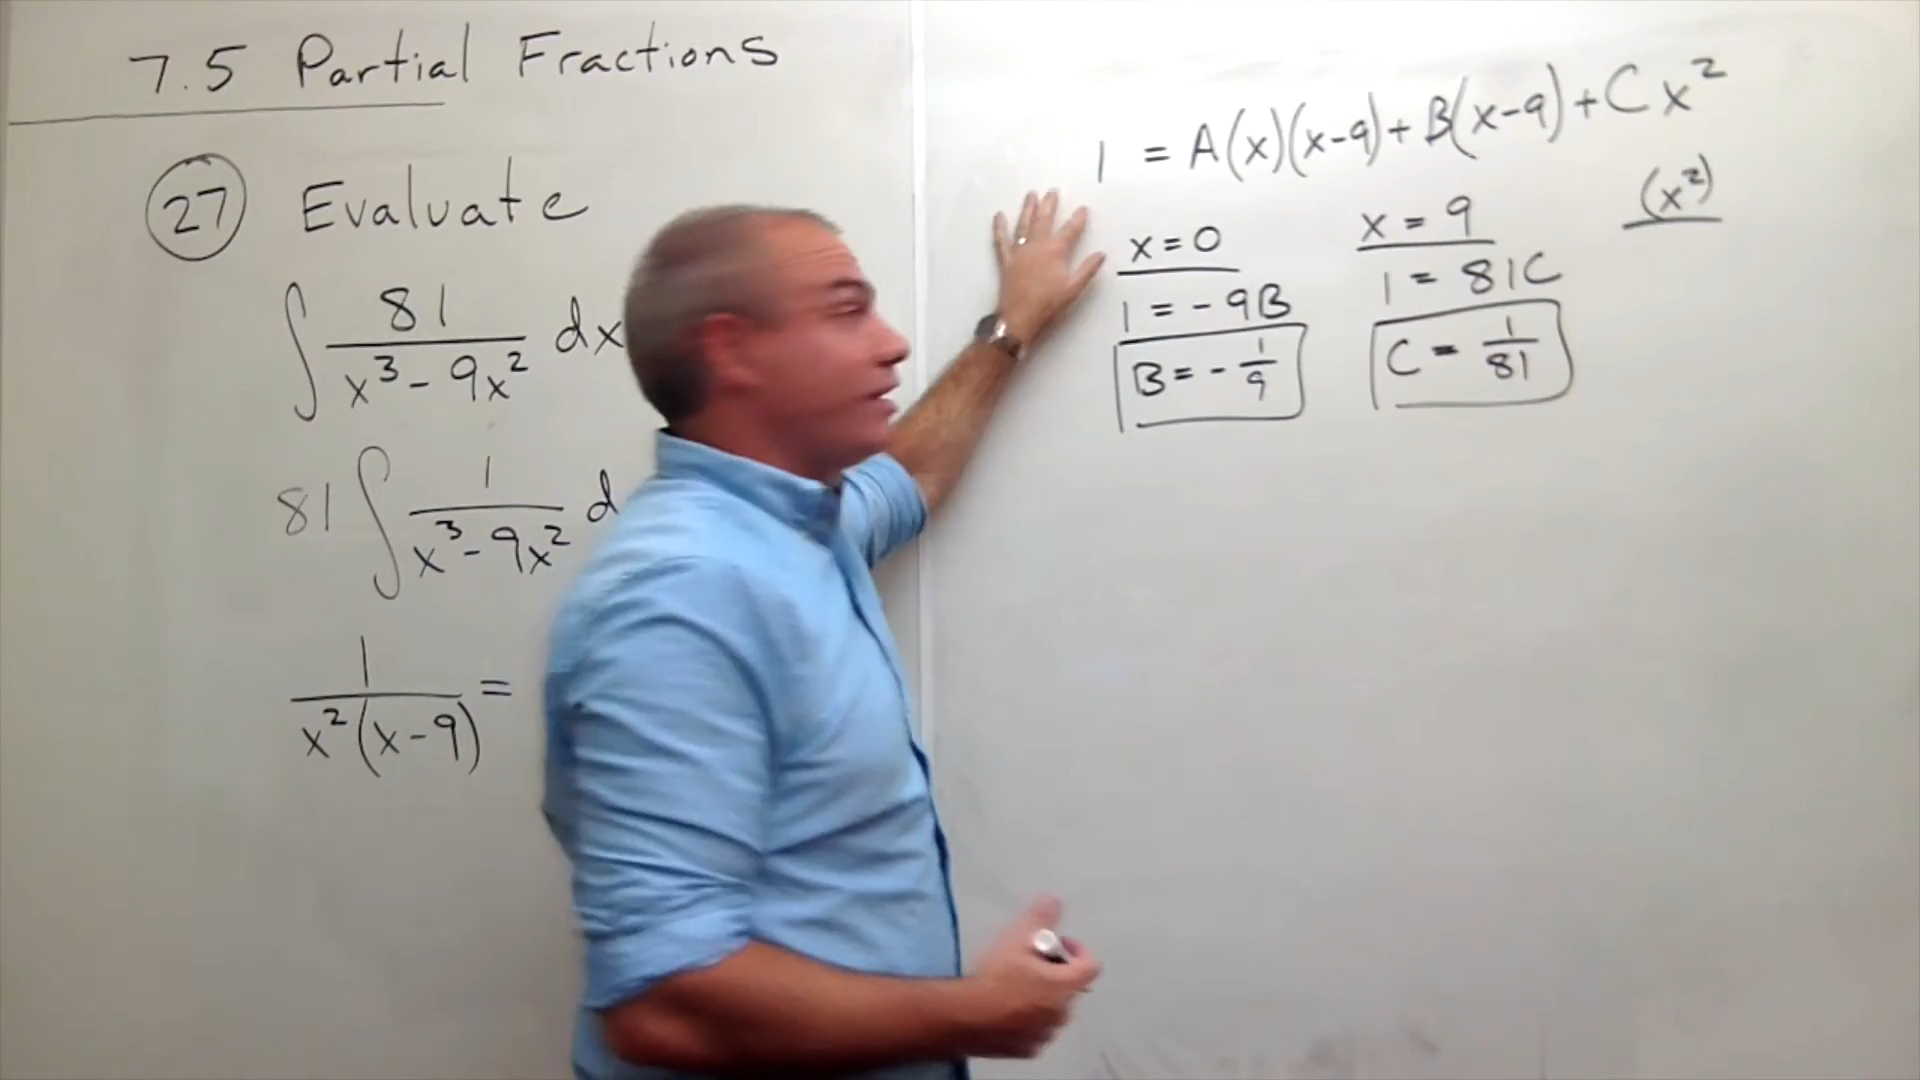 7.5 Partial Fractions
27 Evaluate
∫ 81 / (x³ - 9x²) dx
81 ∫ 1 / (x³ - 9x²) d
1 / (x²(x-9)) =
1 = A(x)(x-9) + B(x-9) + Cx²
x = 0
1 = -9B
B = - 1/9
x = 9
1 = 81C
C = 1/81
(x²)